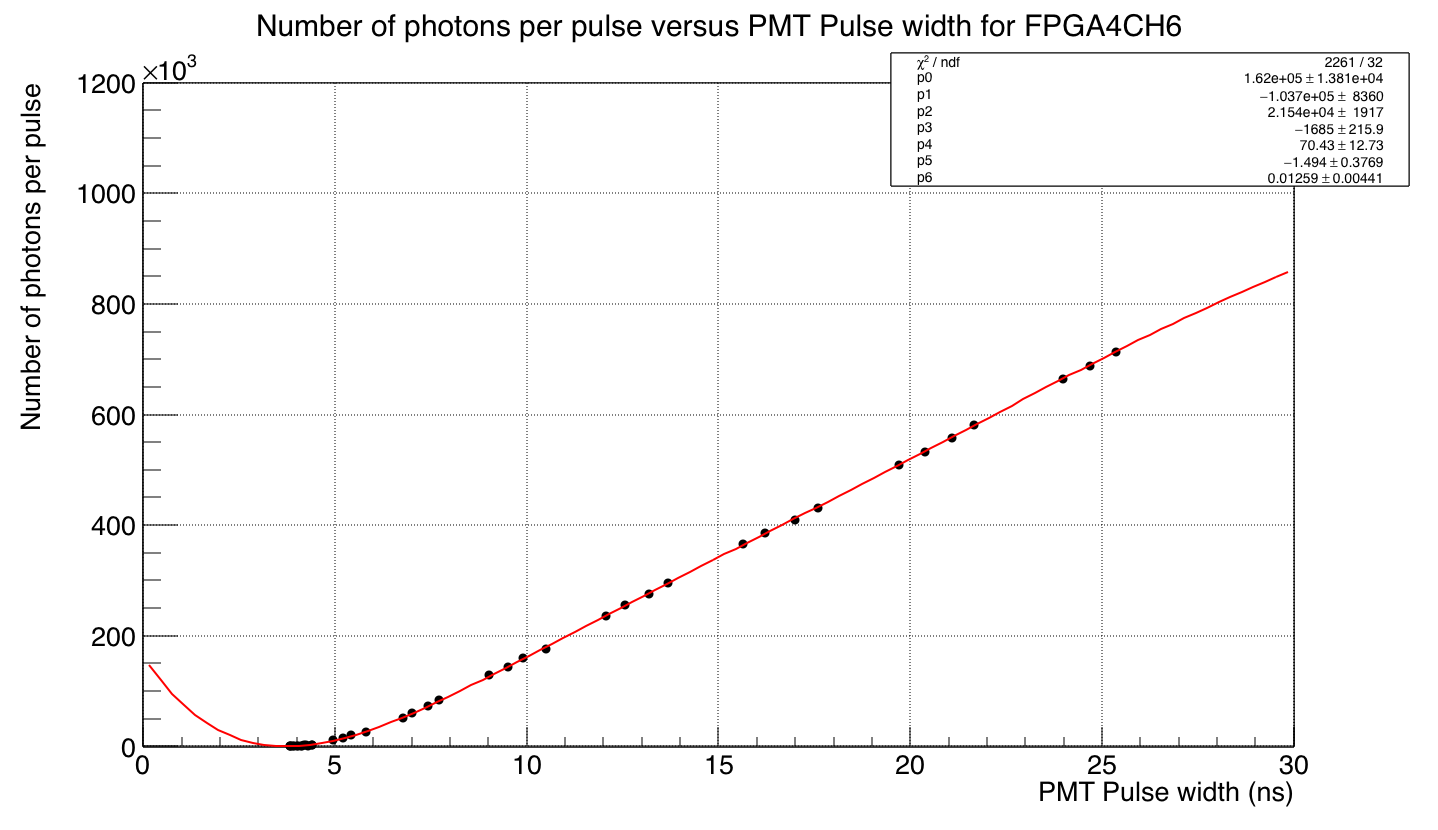 Number of photons per pulse versus PMT Pulse width for FPGA4CH6
×10³
χ² / ndf 2261 / 32
p0 1.62e+05 ± 1.381e+04
p1 −1.037e+05 ± 8360
p2 2.154e+04 ± 1917
p3 −1685 ± 215.9
p4 70.43 ± 12.73
p5 −1.494 ± 0.3769
p6 0.01259 ± 0.00441
Number of photons per pulse
1200
1000
800
600
400
200
0
0 5 10 15 20 25 30
PMT Pulse width (ns)